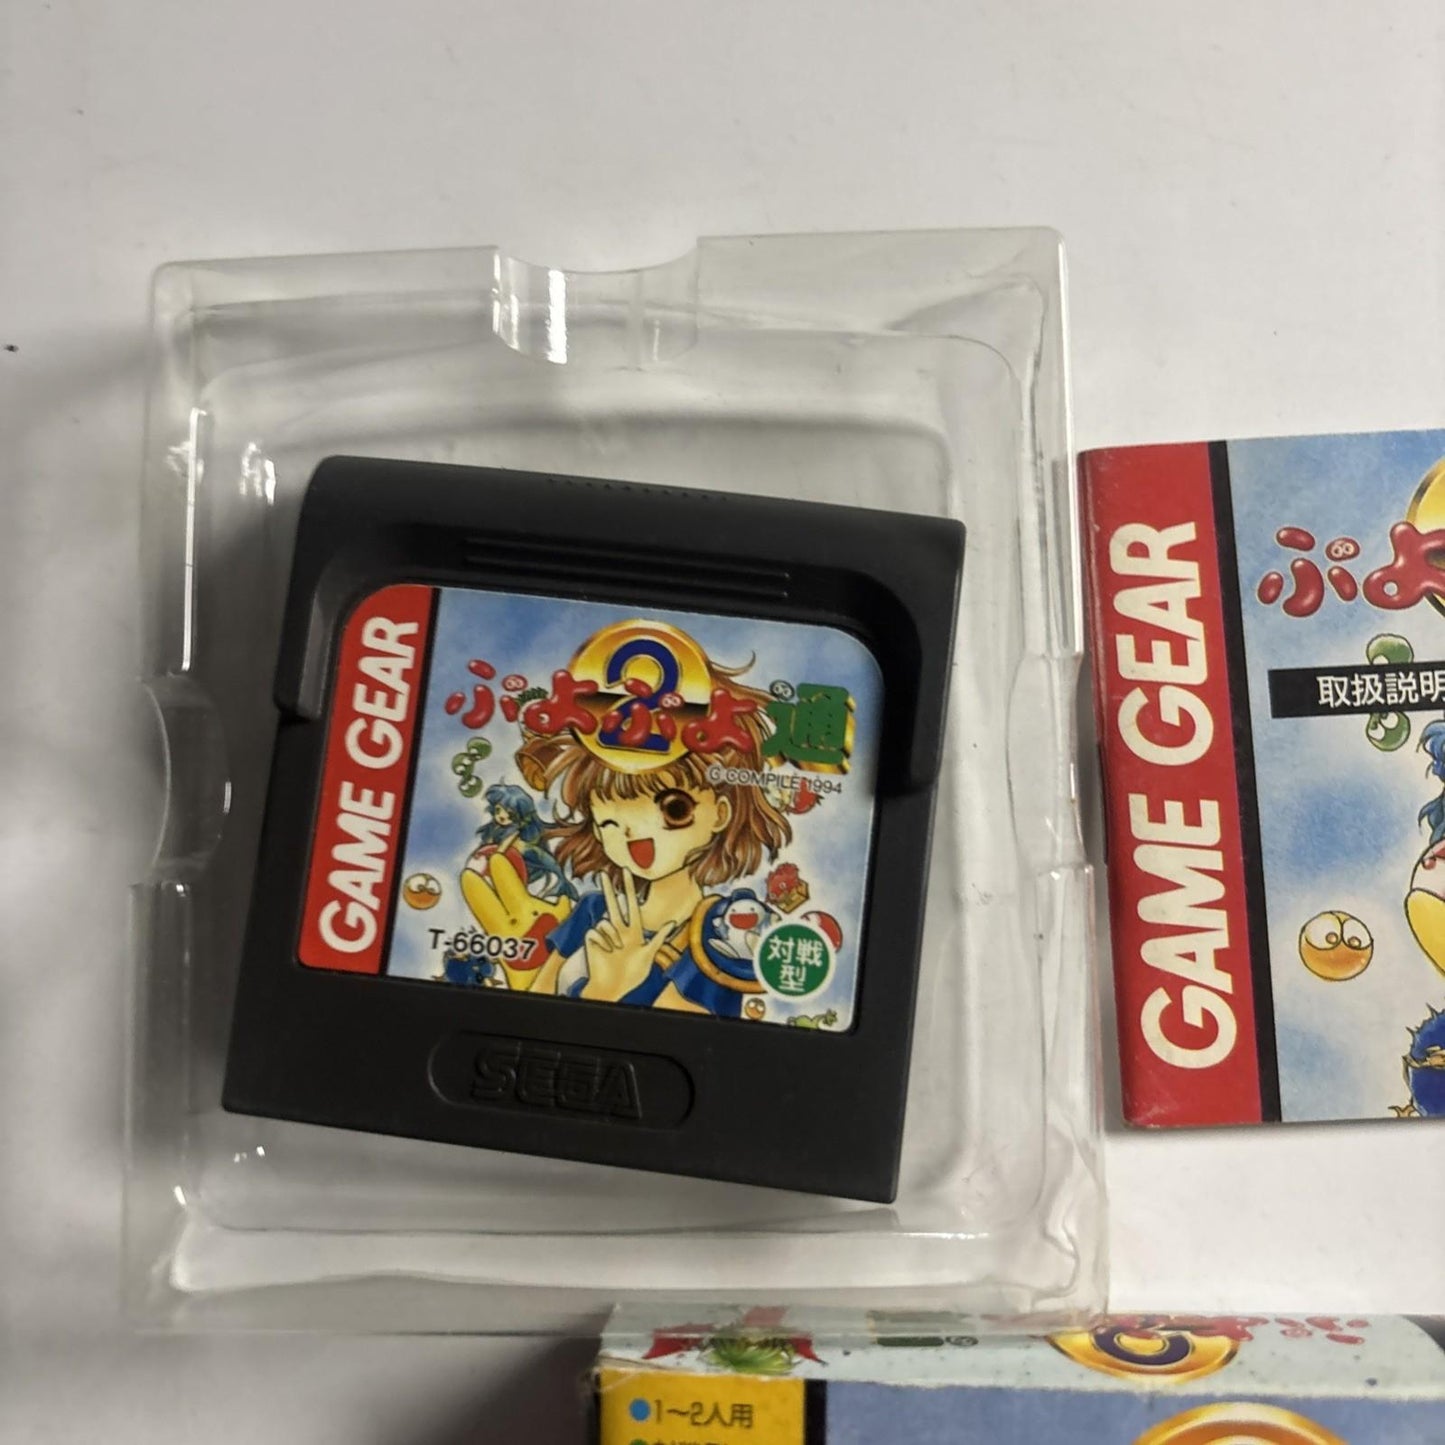 GAME GEAR
ぷよぷよ通
2
© COMPILE 1994
T-66037
対戦
型
SEGA
GAME GEAR
ぷよ
取扱説明
●1～2人用